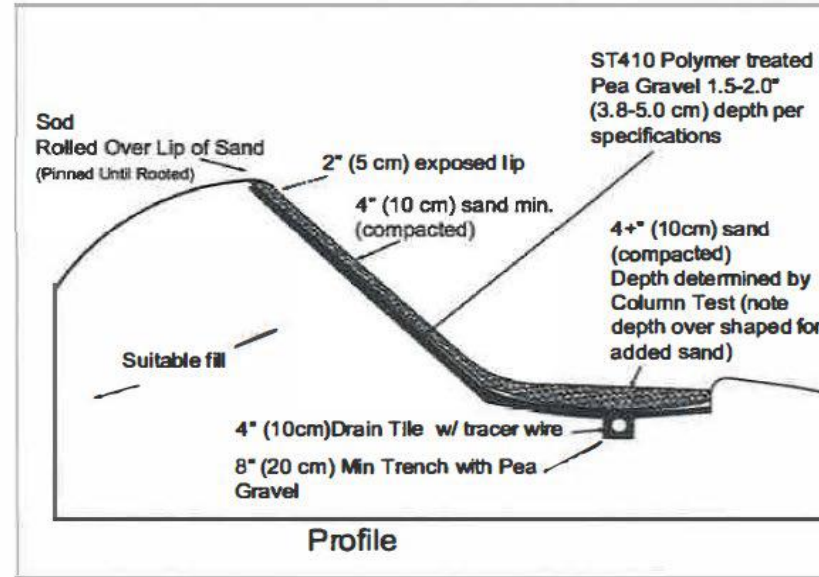 ST410 Polymer treated
Pea Gravel 1.5-2.0"
(3.8-5.0 cm) depth per
specifications
Sod
Rolled Over Lip of Sand
(Pinned Until Rooted)
2" (5 cm) exposed lip
4" (10 cm) sand min.
(compacted)
4+" (10cm) sand
(compacted)
Depth determined by
Column Test (note
depth over shaped for
added sand)
Suitable fill
4" (10cm)Drain Tile w/ tracer wire
8" (20 cm) Min Trench with Pea
Gravel
Profile